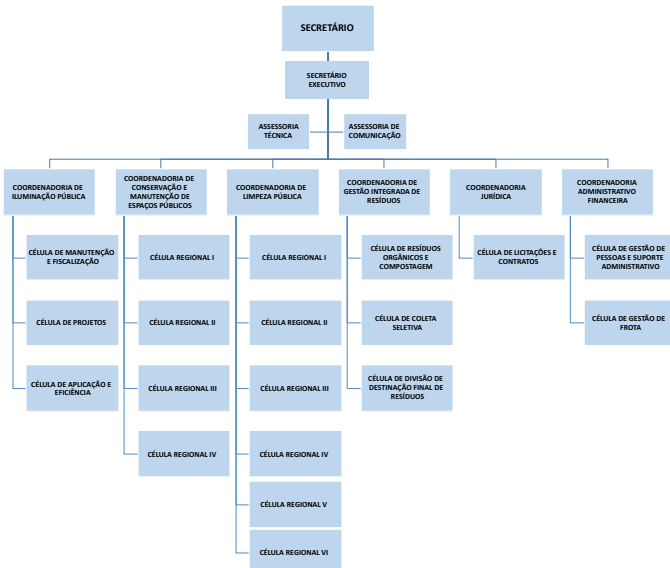 SECRETÁRIO
SECRETÁRIO
EXECUTIVO
ASSESSORIA
TÉCNICA
ASSESSORIA DE
COMUNICAÇÃO
COORDENADORIA DE
ILUMINAÇÃO PÚBLICA
COORDENADORIA DE
CONSERVAÇÃO E
MANUTENÇÃO DE
ESPAÇOS PÚBLICOS
COORDENADORIA DE
LIMPEZA PÚBLICA
COORDENADORIA DE
GESTÃO INTEGRADA DE
RESÍDUOS
COORDENADORIA
JURÍDICA
COORDENADORIA
ADMINISTRATIVO
FINANCEIRA
CÉLULA DE MANUTENÇÃO
E FISCALIZAÇÃO
CÉLULA DE PROJETOS
CÉLULA DE APLICAÇÃO E
EFICIÊNCIA
CÉLULA REGIONAL I
CÉLULA REGIONAL II
CÉLULA REGIONAL III
CÉLULA REGIONAL IV
CÉLULA REGIONAL I
CÉLULA REGIONAL II
CÉLULA REGIONAL III
CÉLULA REGIONAL IV
CÉLULA REGIONAL V
CÉLULA REGIONAL VI
CÉLULA DE RESÍDUOS
ORGÂNICOS E
COMPOSTAGEM
CÉLULA DE COLETA
SELETIVA
CÉLULA DE DIVISÃO DE
DESTINAÇÃO FINAL DE
RESÍDUOS
CÉLULA DE LICITAÇÕES E
CONTRATOS
CÉLULA DE GESTÃO DE
PESSOAS E SUPORTE
ADMINISTRATIVO
CÉLULA DE GESTÃO DE
FROTA